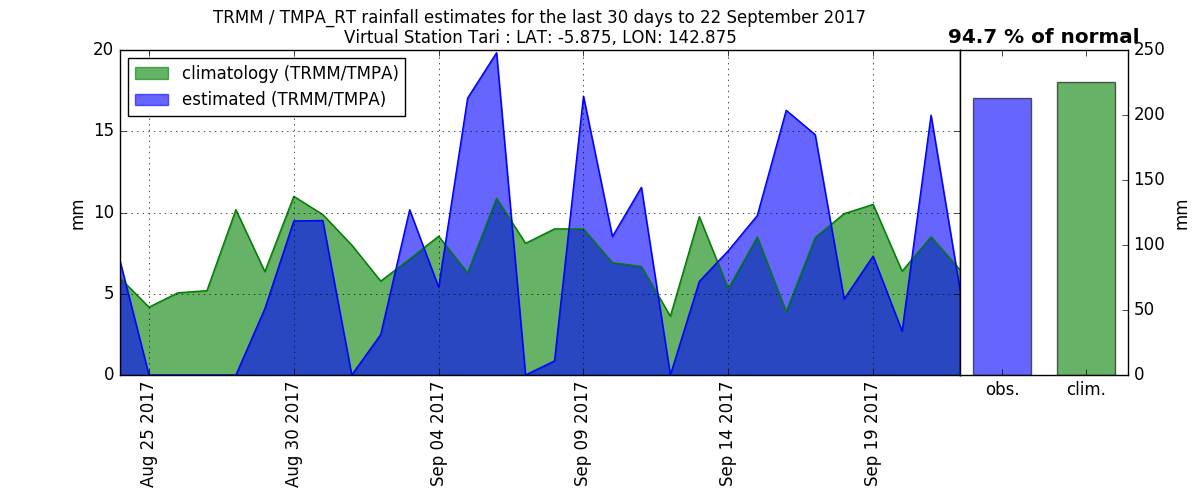 TRMM / TMPA_RT rainfall estimates for the last 30 days to 22 September 2017
Virtual Station Tari : LAT: -5.875, LON: 142.875
94.7 % of normal
climatology (TRMM/TMPA)
estimated (TRMM/TMPA)
20
15
10
5
0
mm
250
200
150
100
50
0
mm
Aug 25 2017
Aug 30 2017
Sep 04 2017
Sep 09 2017
Sep 14 2017
Sep 19 2017
obs.
clim.